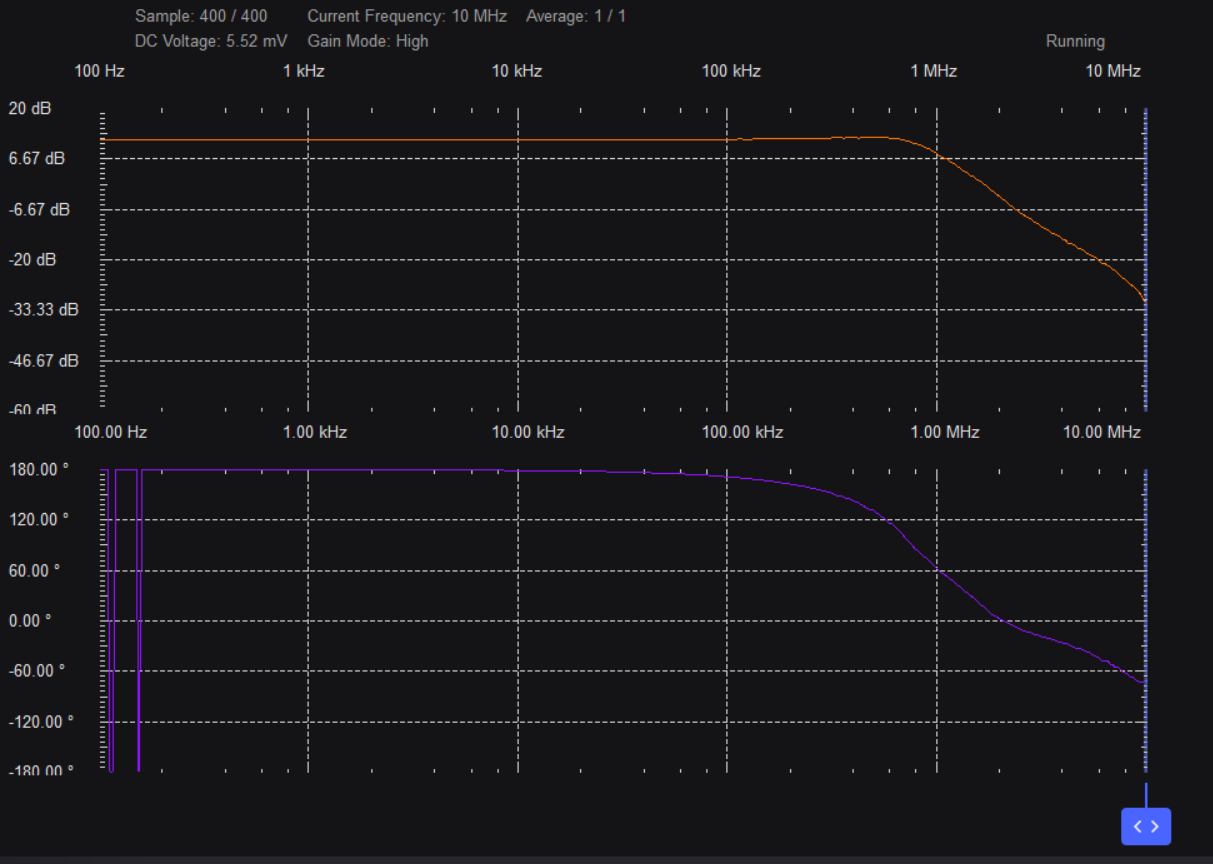 Sample: 400 / 400 Current Frequency: 10 MHz Average: 1 / 1
DC Voltage: 5.52 mV Gain Mode: High Running
100 Hz 1 kHz 10 kHz 100 kHz 1 MHz 10 MHz
20 dB
6.67 dB
-6.67 dB
-20 dB
-33.33 dB
-46.67 dB
-60 dB
100.00 Hz 1.00 kHz 10.00 kHz 100.00 kHz 1.00 MHz 10.00 MHz
180.00 °
120.00 °
60.00 °
0.00 °
-60.00 °
-120.00 °
-180.00 °